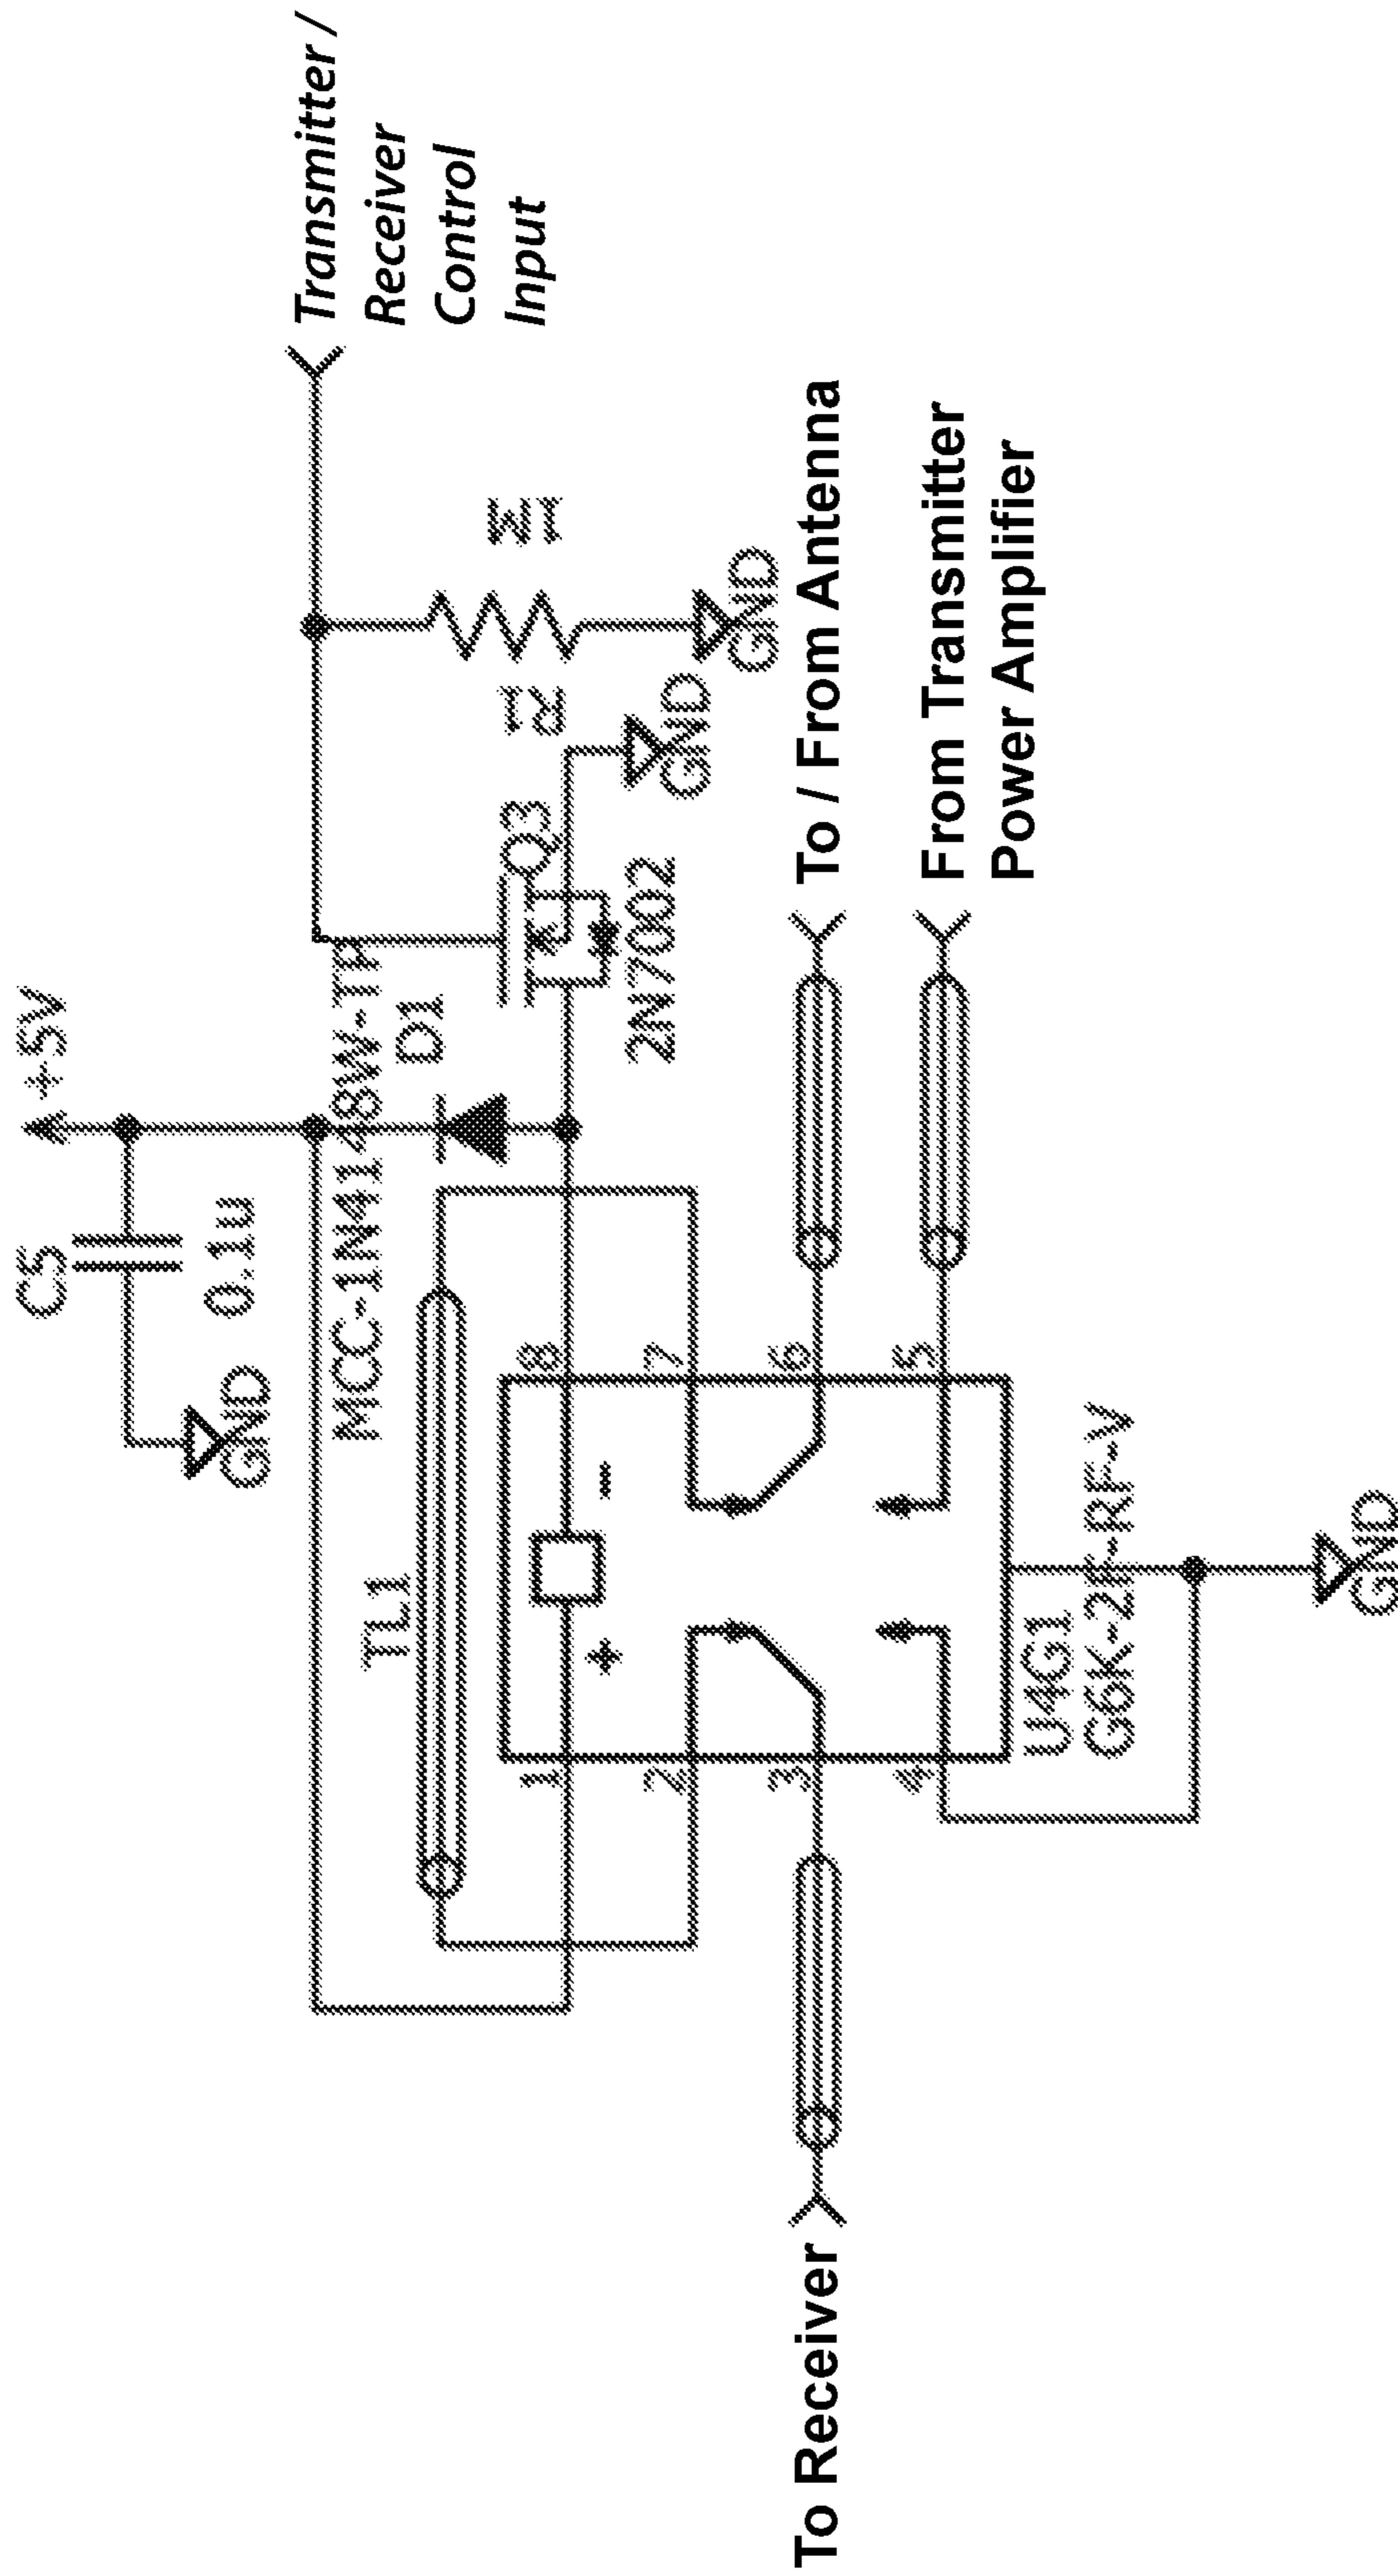 +5V
C5
0.1u
GND
Transmitter /
Receiver
Control
Input
MCC-1N4148W-TP
D1
Q3
2N7002
GND
R1
1M
GND
TL1
1
2
3
4
8
7
6
5
+
-
U4G1
G6K-2F-RF-V
GND
To Receiver
To / From Antenna
From Transmitter
Power Amplifier